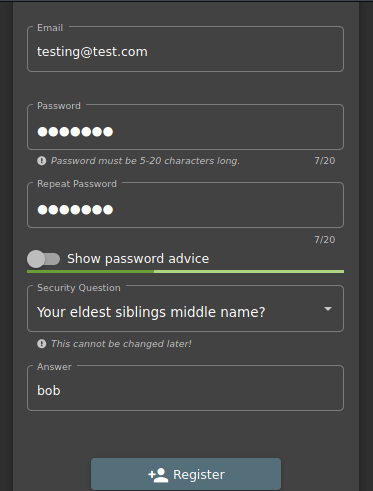 Email
testing@test.com
Password
●●●●●●●
Password must be 5-20 characters long. 7/20
Repeat Password
●●●●●●●
7/20
Show password advice
Security Question
Your eldest siblings middle name?
This cannot be changed later!
Answer
bob
Register